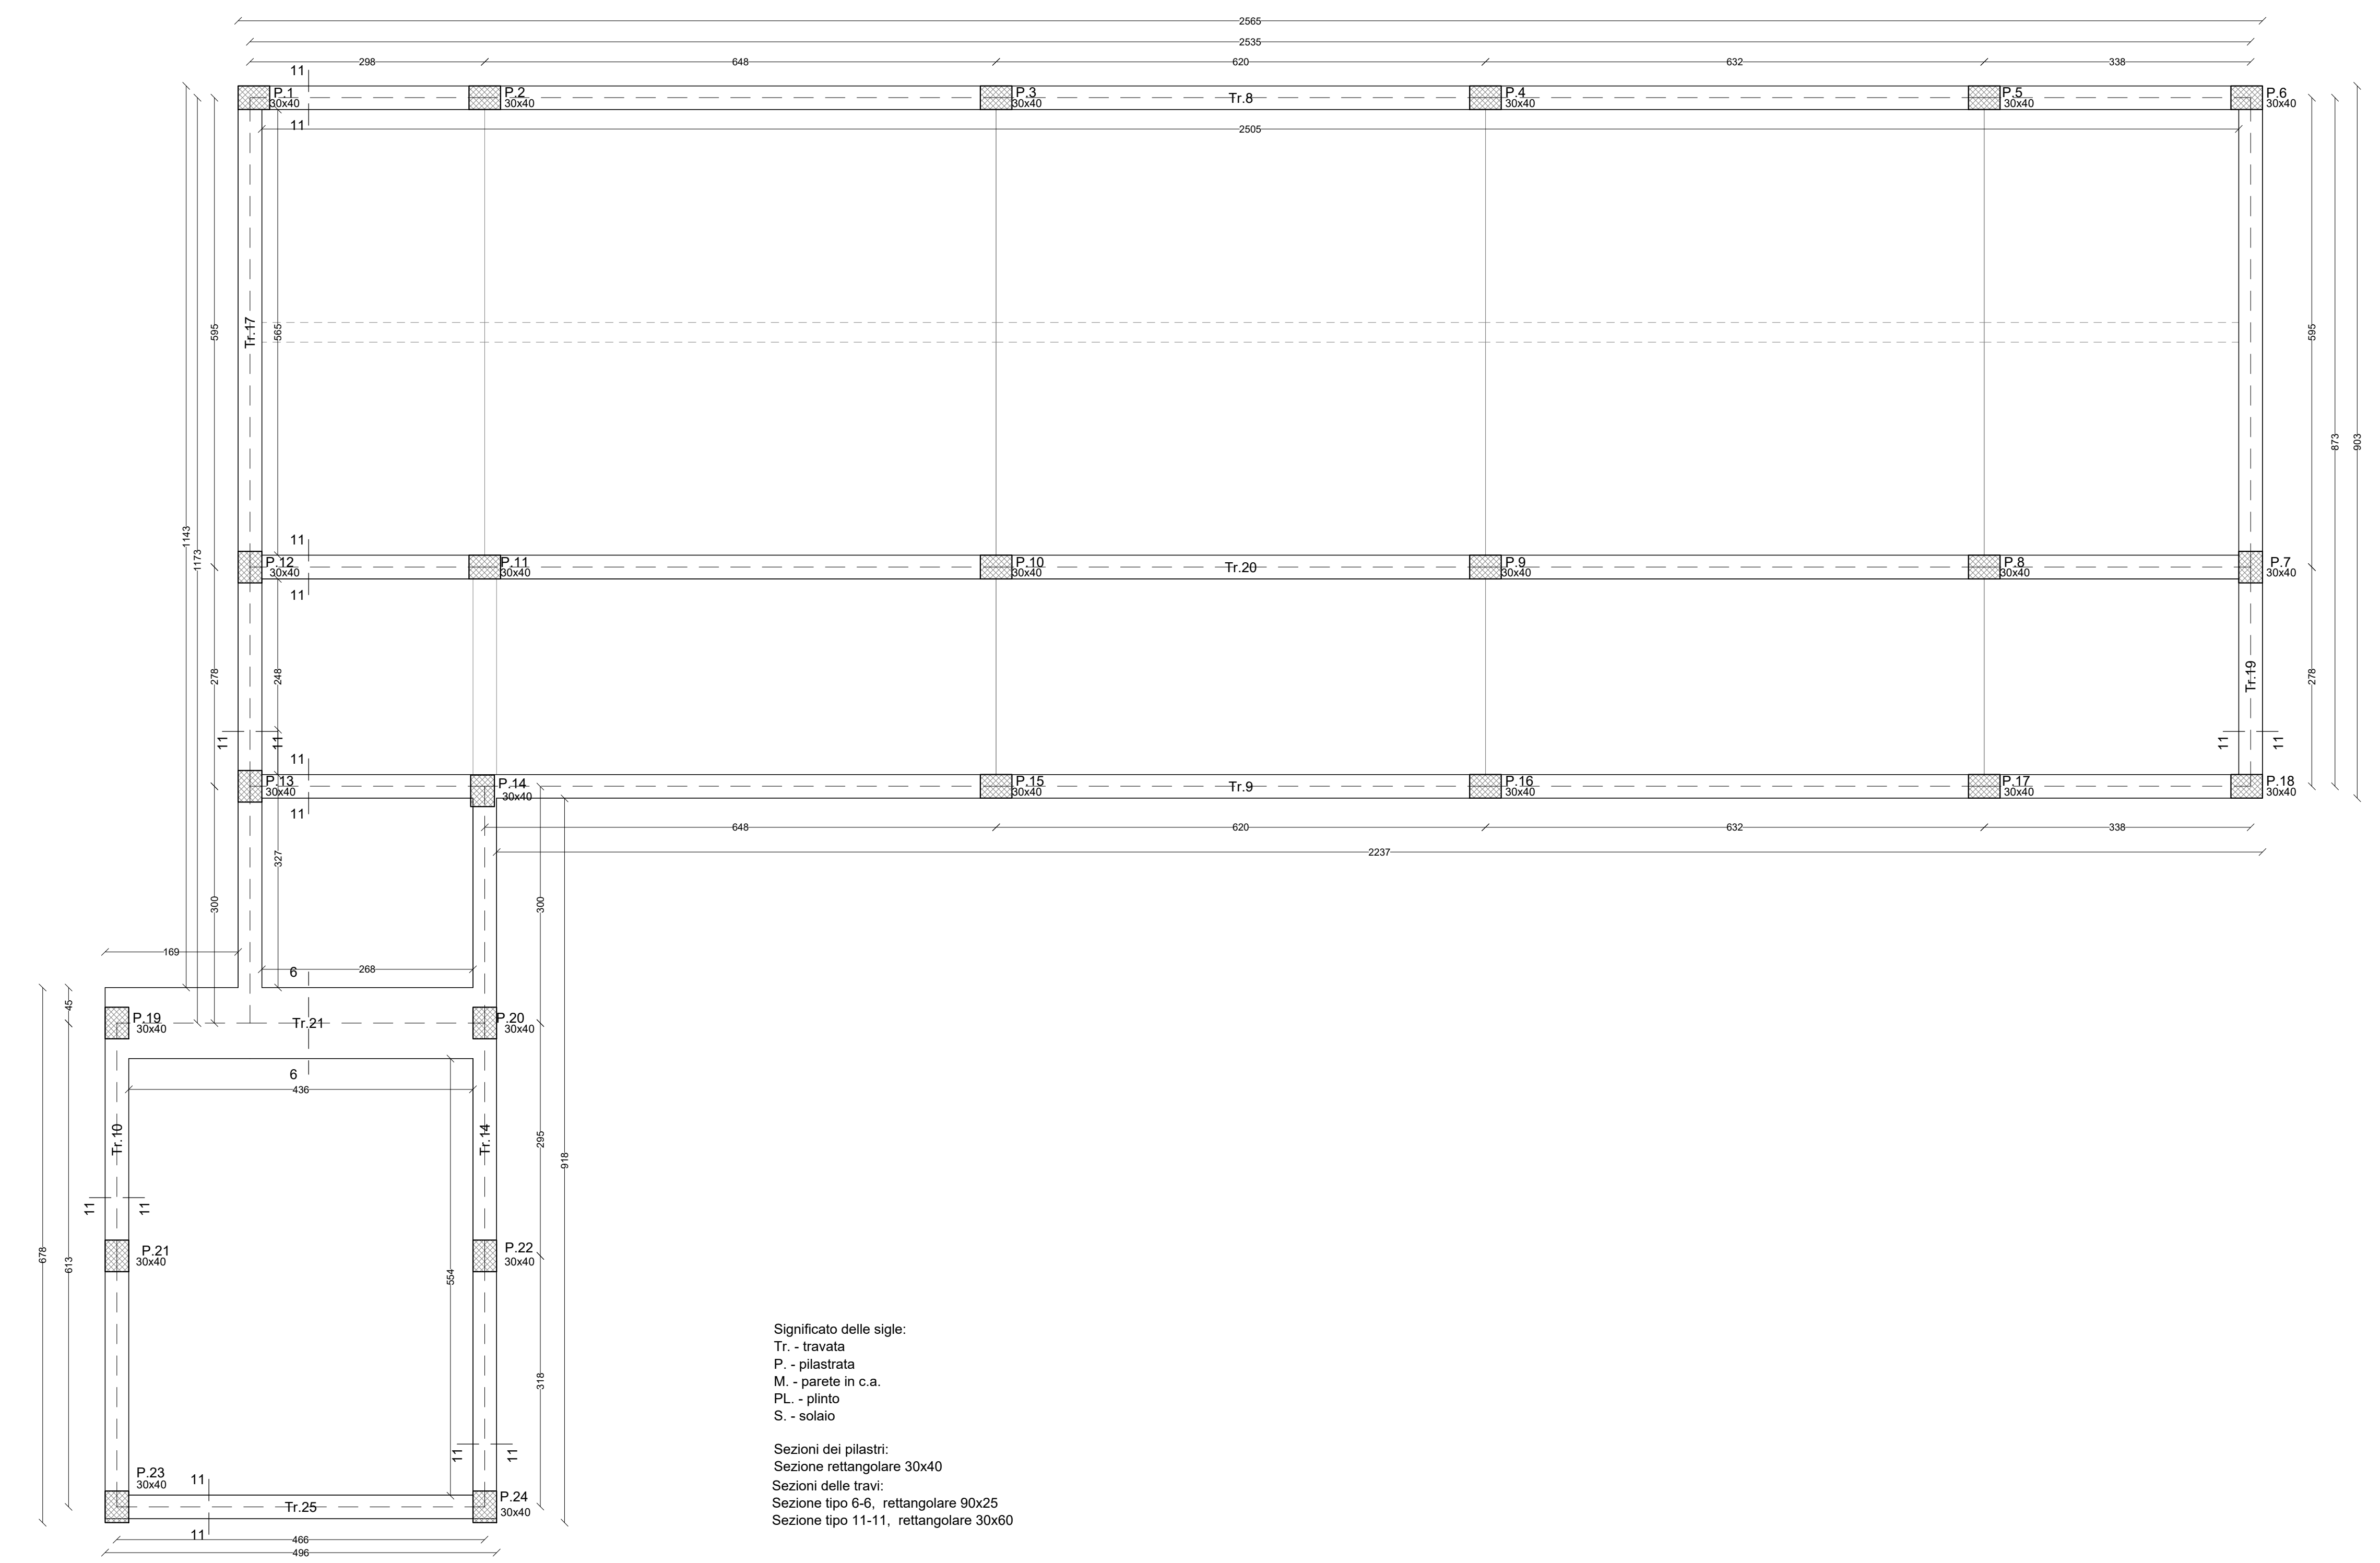 2565
2535
298
648
620
632
338
11
P.1
30x40
P.2
30x40
P.3
30x40
Tr.8
P.4
30x40
P.5
30x40
P.6
30x40
11
2505
Tr.17
595
565
595
873
903
1143
1173
11
P.12
30x40
P.11
30x40
P.10
30x40
Tr.20
P.9
30x40
P.8
30x40
P.7
30x40
11
278
248
Tr.19
278
11
11
11
11
11
P.13
30x40
P.14
30x40
P.15
30x40
Tr.9
P.16
30x40
P.17
30x40
P.18
30x40
11
648
620
632
338
2237
327
300
300
169
268
6
45
P.19
30x40
Tr.21
P.20
30x40
6
436
Tr.10
Tr.14
295
918
11
11
678
613
P.21
30x40
P.22
30x40
554
318
11
11
P.23
30x40
11
Tr.25
P.24
30x40
11
466
496
Significato delle sigle:
Tr. - travata
P. - pilastrata
M. - parete in c.a.
PL. - plinto
S. - solaio
Sezioni dei pilastri:
Sezione rettangolare 30x40
Sezioni delle travi:
Sezione tipo 6-6, rettangolare 90x25
Sezione tipo 11-11, rettangolare 30x60